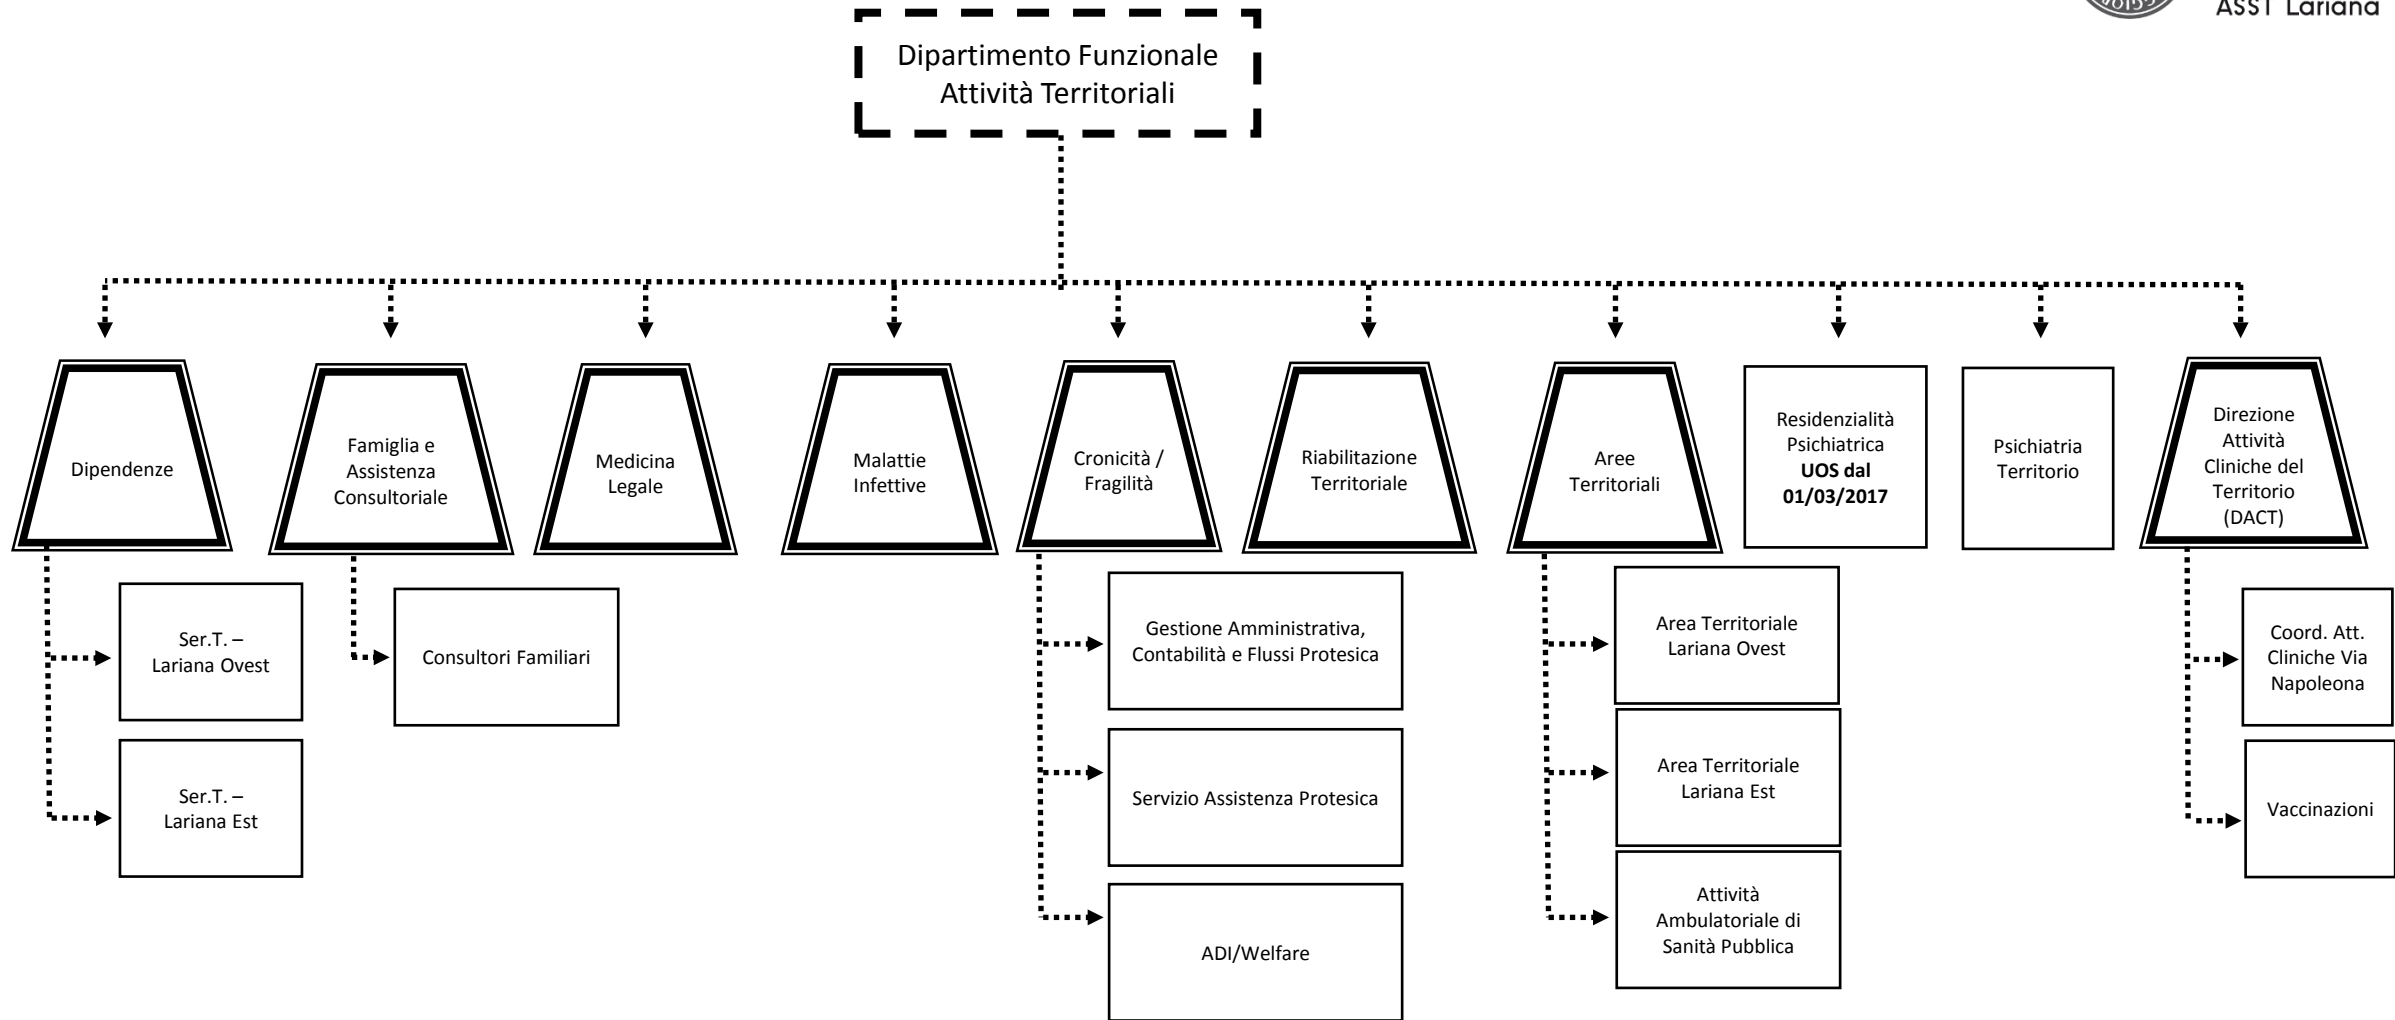 ASST Lariana
Dipartimento Funzionale
Attività Territoriali
Dipendenze
Famiglia e
Assistenza
Consultoriale
Medicina
Legale
Malattie
Infettive
Cronicità /
Fragilità
Riabilitazione
Territoriale
Aree
Territoriali
Residenzialità
Psichiatrica
UOS dal
01/03/2017
Psichiatria
Territorio
Direzione
Attività
Cliniche del
Territorio
(DACT)
Ser.T. –
Lariana Ovest
Ser.T. –
Lariana Est
Consultori Familiari
Gestione Amministrativa,
Contabilità e Flussi Protesica
Servizio Assistenza Protesica
ADI/Welfare
Area Territoriale
Lariana Ovest
Area Territoriale
Lariana Est
Attività
Ambulatoriale di
Sanità Pubblica
Coord. Att.
Cliniche Via
Napoleona
Vaccinazioni